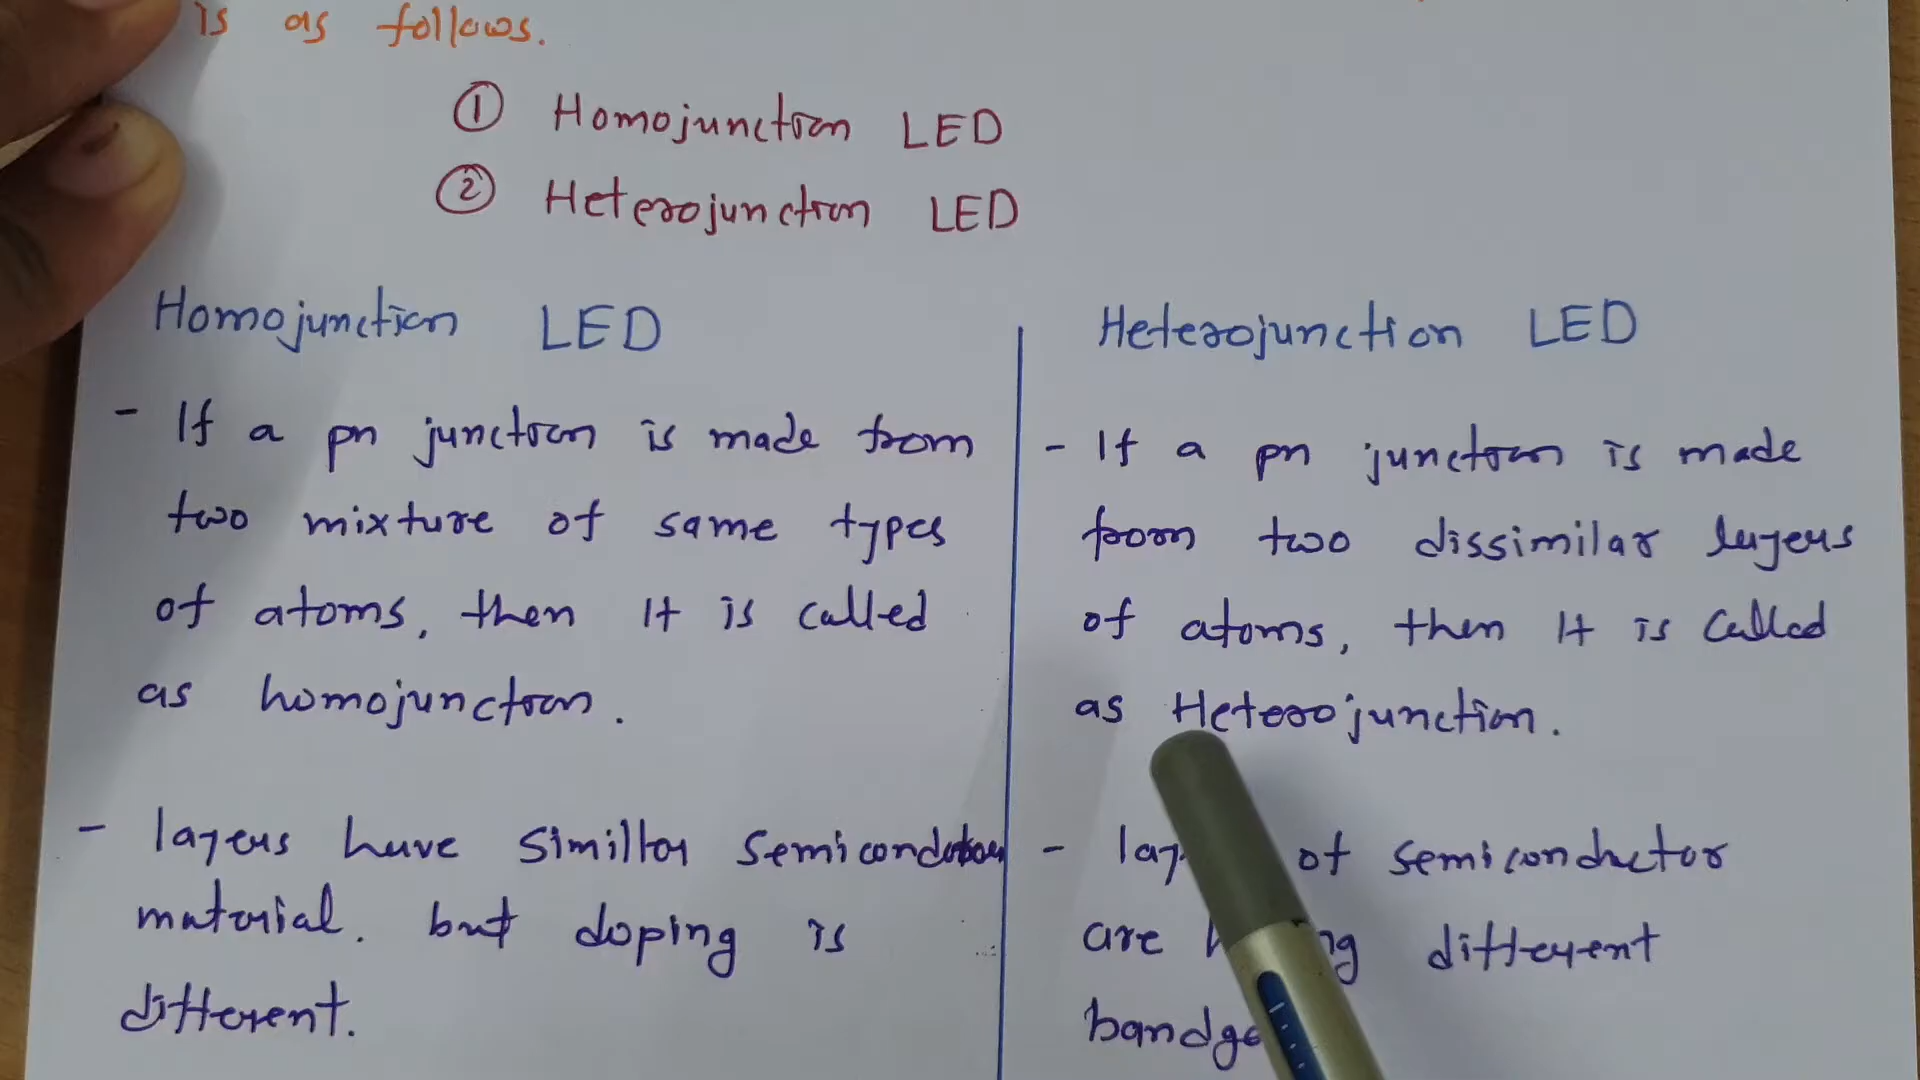 is as follows.
① Homojunction LED
② Heterojunction LED
Homojunction LED
- If a pn junction is made from
two mixture of same types
of atoms, then it is called
as homojunction.
- layers have simillar semiconductor
material. but doping is
different.
Heterojunction LED
- If a pn junction is made
from two dissimilar layers
of atoms, then it is called
as Heterojunction.
- of semiconductor
are different